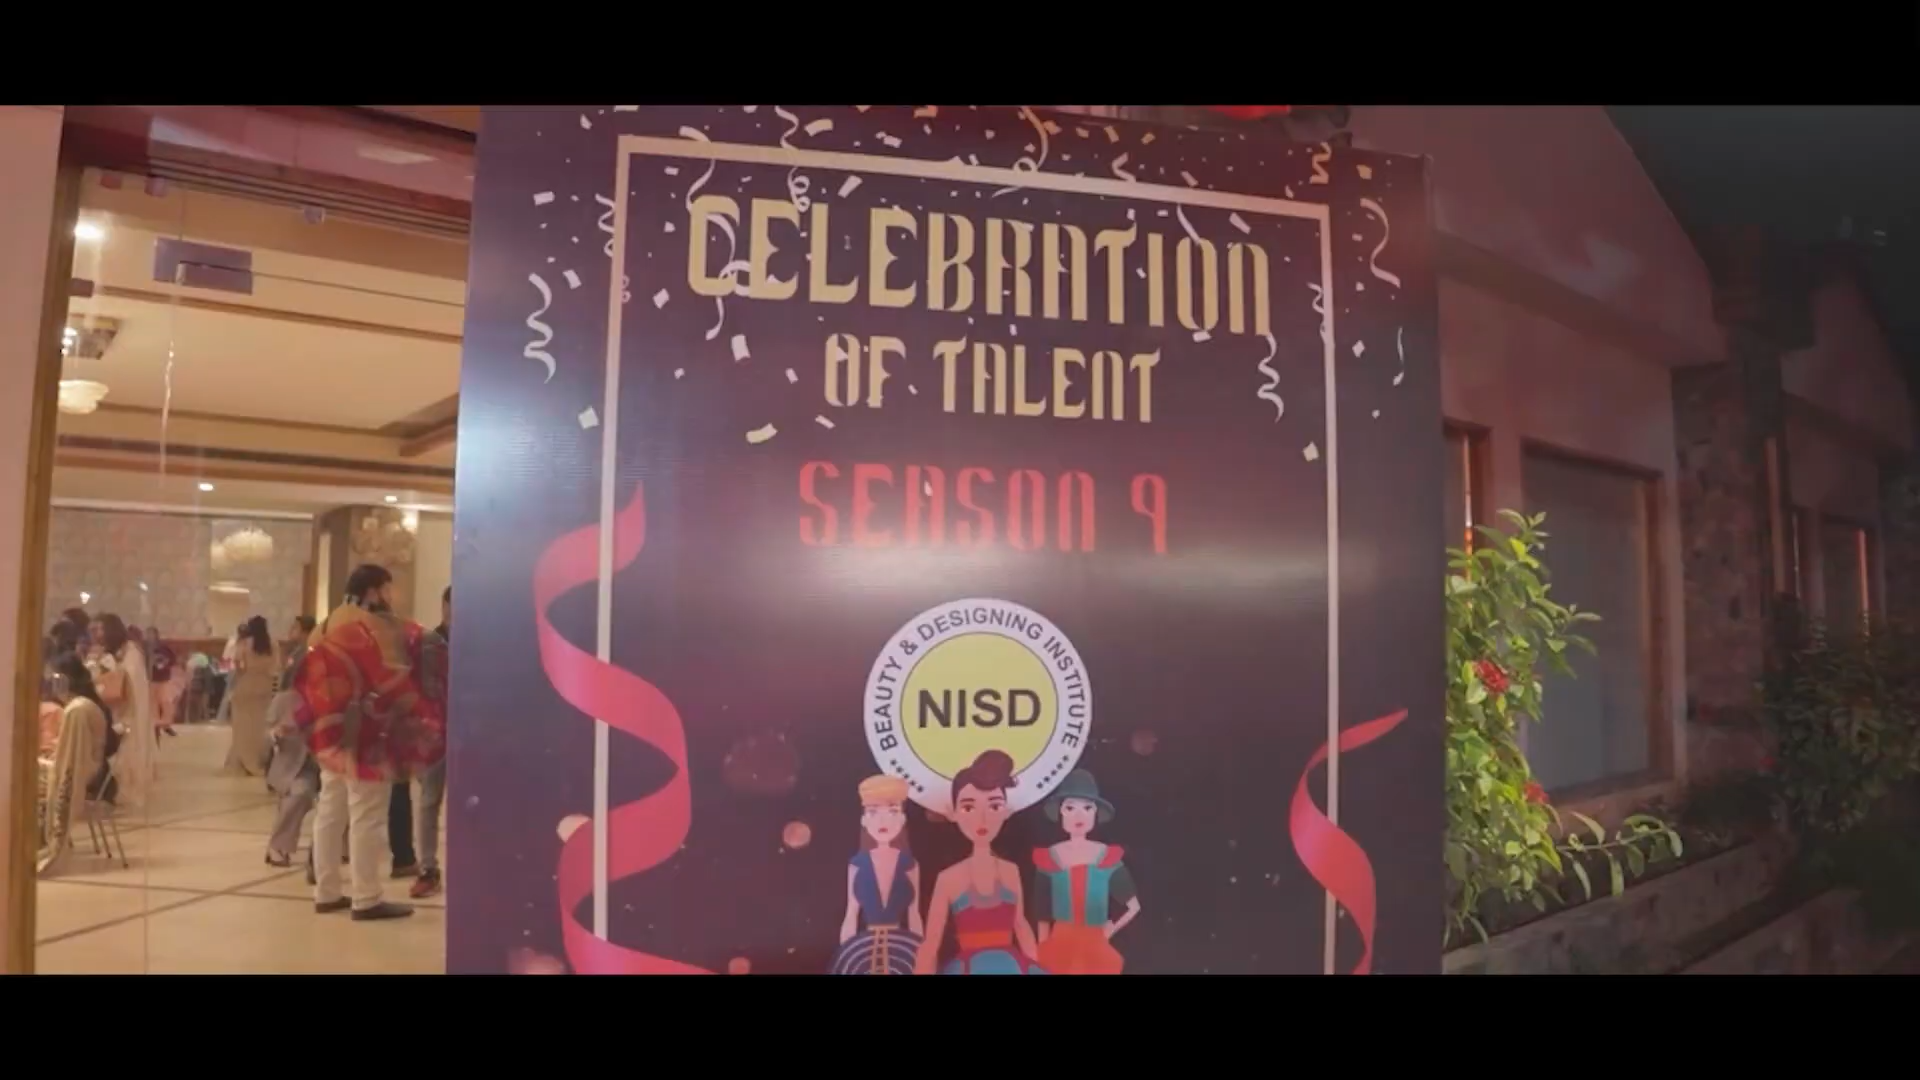 CELEBRATION
OF TALENT
SEASON 9
BEAUTY & DESIGNING INSTITUTE
NISD